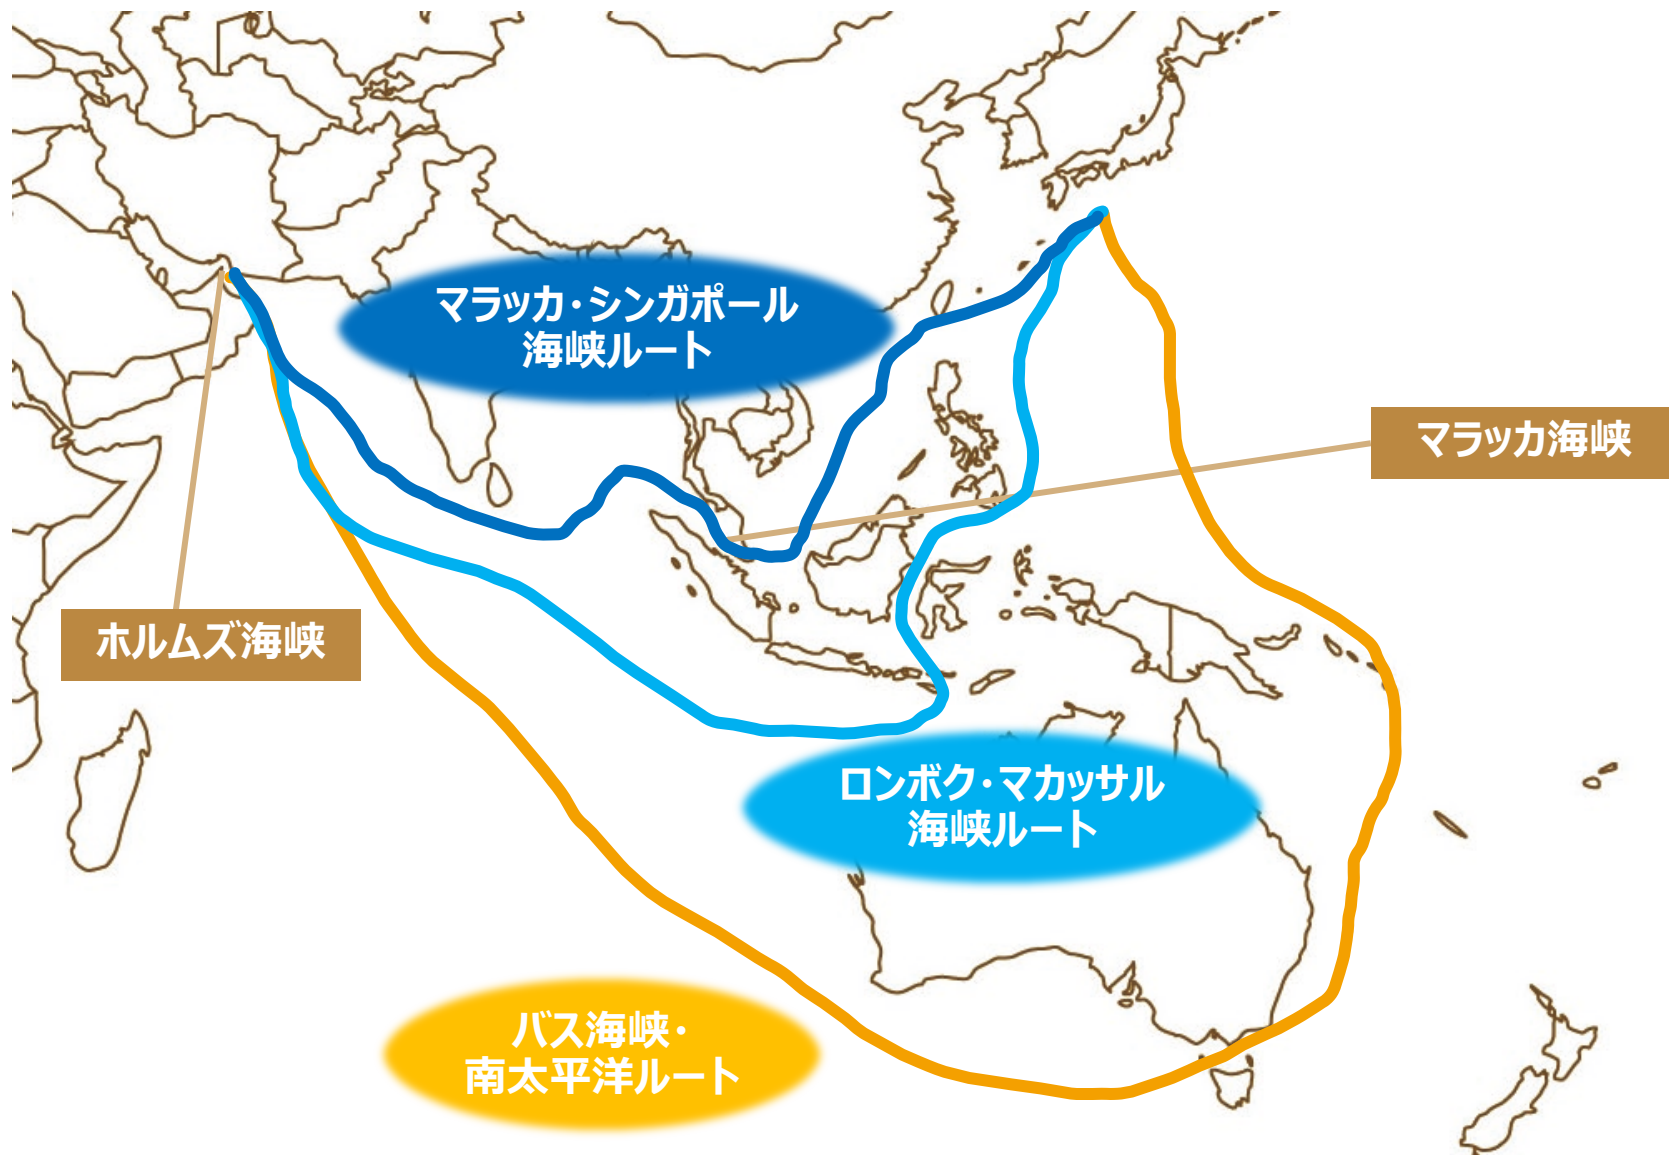 マラッカ・シンガポール
海峡ルート
マラッカ海峡
ホルムズ海峡
ロンボク・マカッサル
海峡ルート
バス海峡・
南太平洋ルート